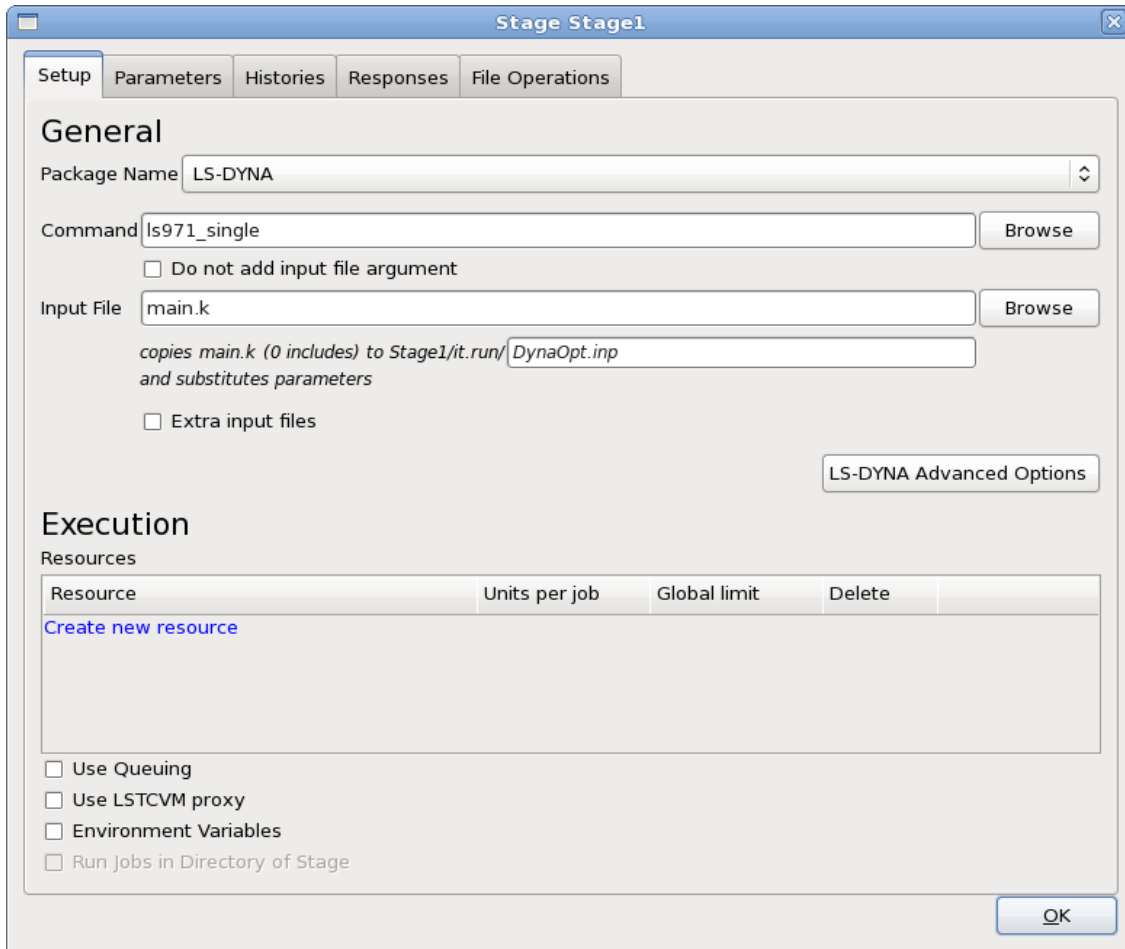 Stage Stage1
Setup Parameters Histories Responses File Operations
General
Package Name LS-DYNA
Command ls971_single Browse
Do not add input file argument
Input File main.k Browse
copies main.k (0 includes) to Stage1/it.run/ DynaOpt.inp
and substitutes parameters
Extra input files
LS-DYNA Advanced Options
Execution
Resources
Resource Units per job Global limit Delete
Create new resource
Use Queuing
Use LSTCVM proxy
Environment Variables
Run Jobs in Directory of Stage
OK